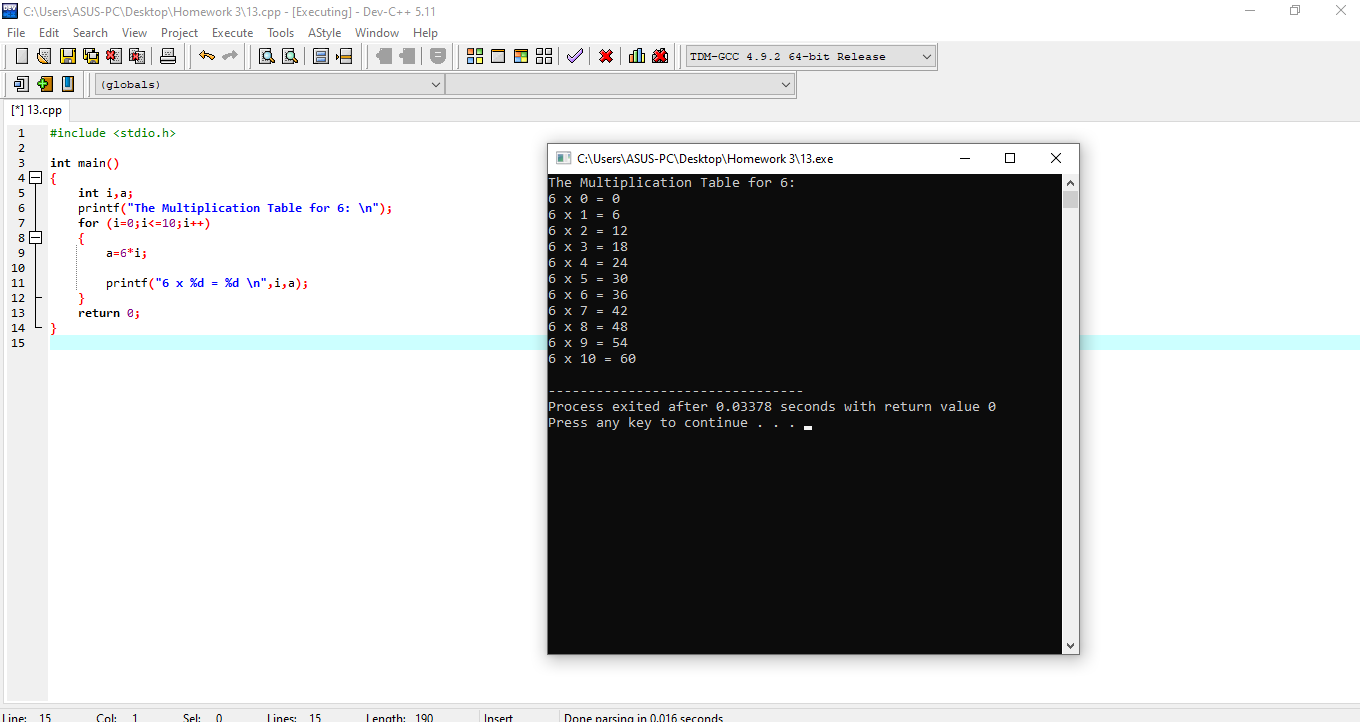 C:\Users\ASUS-PC\Desktop\Homework 3\13.cpp - [Executing] - Dev-C++ 5.11
File Edit Search View Project Execute Tools AStyle Window Help
TDM-GCC 4.9.2 64-bit Release
(globals)
[*] 13.cpp
1 #include <stdio.h>
2
3 int main()
4 {
5 int i,a;
6 printf("The Multiplication Table for 6: \n");
7 for (i=0;i<=10;i++)
8 {
9 a=6*i;
10
11 printf("6 x %d = %d \n",i,a);
12 }
13 return 0;
14 }
15
C:\Users\ASUS-PC\Desktop\Homework 3\13.exe
The Multiplication Table for 6:
6 x 0 = 0
6 x 1 = 6
6 x 2 = 12
6 x 3 = 18
6 x 4 = 24
6 x 5 = 30
6 x 6 = 36
6 x 7 = 42
6 x 8 = 48
6 x 9 = 54
6 x 10 = 60
--------------------------------
Process exited after 0.03378 seconds with return value 0
Press any key to continue . . .
Line: 15 Col: 1 Sel: 0 Lines: 15 Length: 190 Insert Done parsing in 0.016 seconds